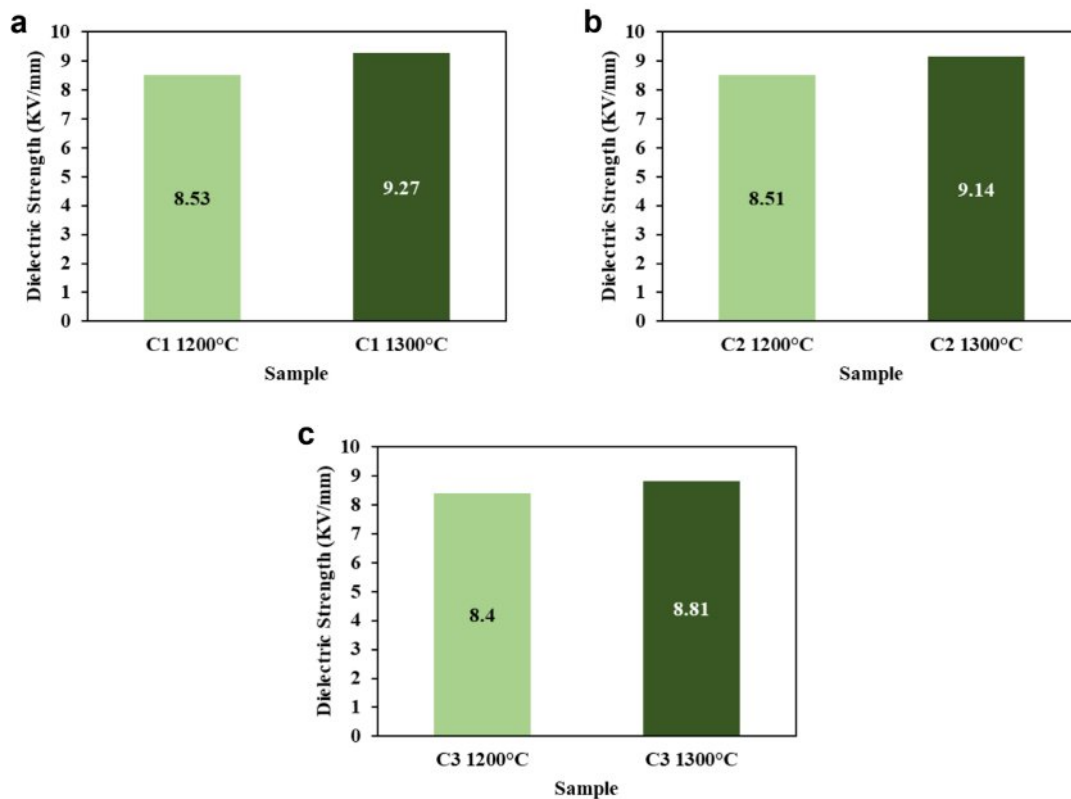 a
Dielectric Strength (KV/mm)
10
9
8
7
6
5
4
3
2
1
0
8.53
9.27
C1 1200°C
C1 1300°C
Sample
b
Dielectric Strength (KV/mm)
10
9
8
7
6
5
4
3
2
1
0
8.51
9.14
C2 1200°C
C2 1300°C
Sample
c
Dielectric Strength (KV/mm)
10
9
8
7
6
5
4
3
2
1
0
8.4
8.81
C3 1200°C
C3 1300°C
Sample